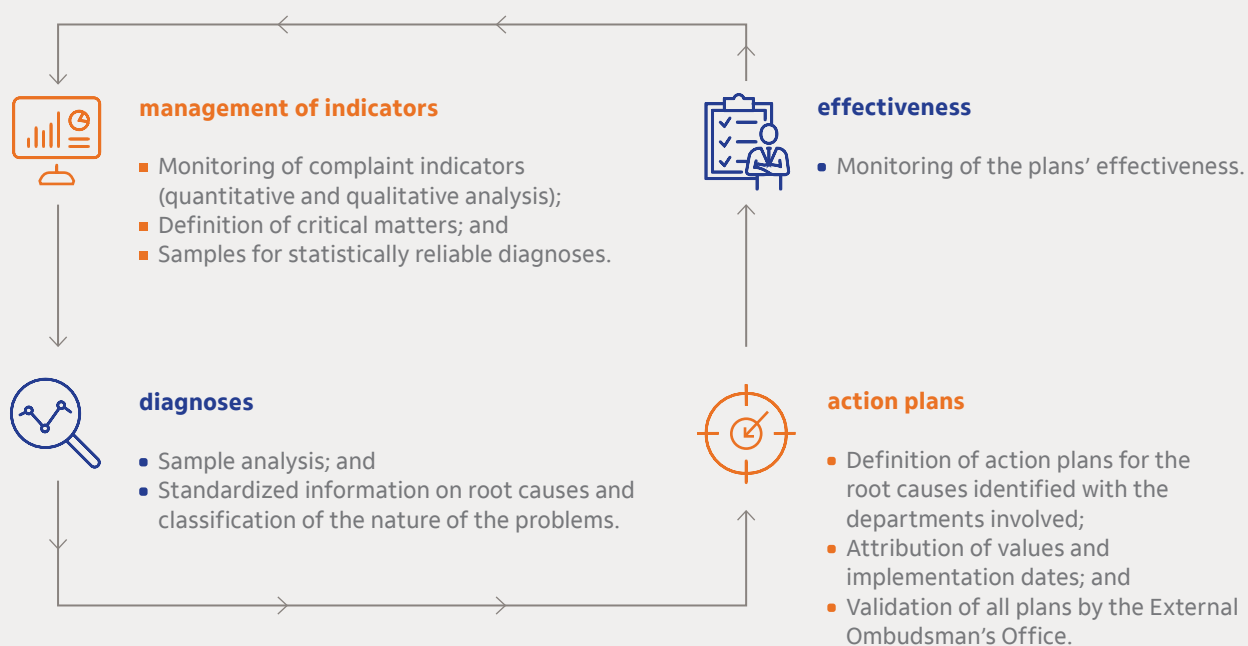 management of indicators
▪ Monitoring of complaint indicators
(quantitative and qualitative analysis);
▪ Definition of critical matters; and
▪ Samples for statistically reliable diagnoses.
effectiveness
• Monitoring of the plans’ effectiveness.
diagnoses
• Sample analysis; and
• Standardized information on root causes and
classification of the nature of the problems.
action plans
• Definition of action plans for the
root causes identified with the
departments involved;
• Attribution of values and
implementation dates; and
• Validation of all plans by the External
Ombudsman’s Office.